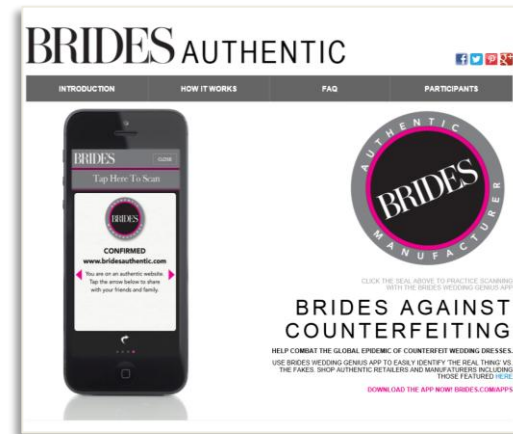 BRIDES AUTHENTIC
INTRODUCTION
HOW IT WORKS
FAQ
PARTICIPANTS
BRIDES
CLOSE
Tap Here To Scan
BRIDES
CONFIRMED
www.bridesauthentic.com
You are on an authentic website.
Tap the arrow below to share
with your friends and family.
AUTHENTIC
BRIDES
MANUFACTURER
CLICK THE SEAL ABOVE TO PRACTICE SCANNING
WITH THE BRIDES WEDDING GENIUS APP
BRIDES AGAINST
COUNTERFEITING
HELP COMBAT THE GLOBAL EPIDEMIC OF COUNTERFEIT WEDDING DRESSES.
USE BRIDES WEDDING GENIUS APP TO EASILY IDENTIFY 'THE REAL THING' VS.
THE FAKES. SHOP AUTHENTIC RETAILERS AND MANUFACTURERS INCLUDING
THOSE FEATURED HERE
DOWNLOAD THE APP NOW! BRIDES.COM/APPS